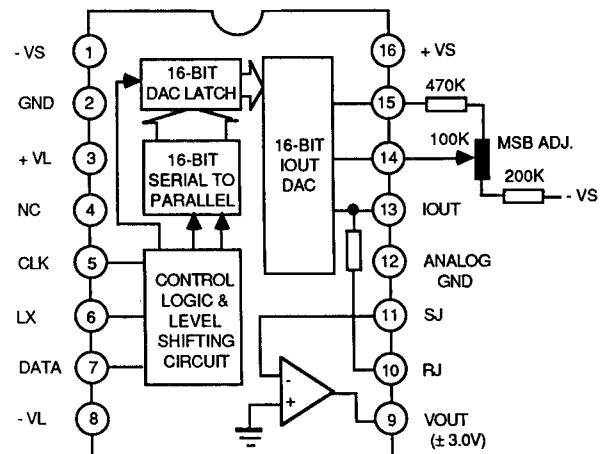 - VS
1
16
+ VS
16-BIT
DAC LATCH
GND
2
15
470K
16-BIT
IOUT
DAC
100K
MSB ADJ.
+ VL
3
16-BIT
SERIAL TO
PARALLEL
14
200K
- VS
NC
4
13
IOUT
CLK
5
12
ANALOG
GND
CONTROL
LOGIC &
LEVEL
SHIFTING
CIRCUIT
LX
6
11
SJ
DATA
7
10
RJ
-
+
- VL
8
9
VOUT
(± 3.0V)